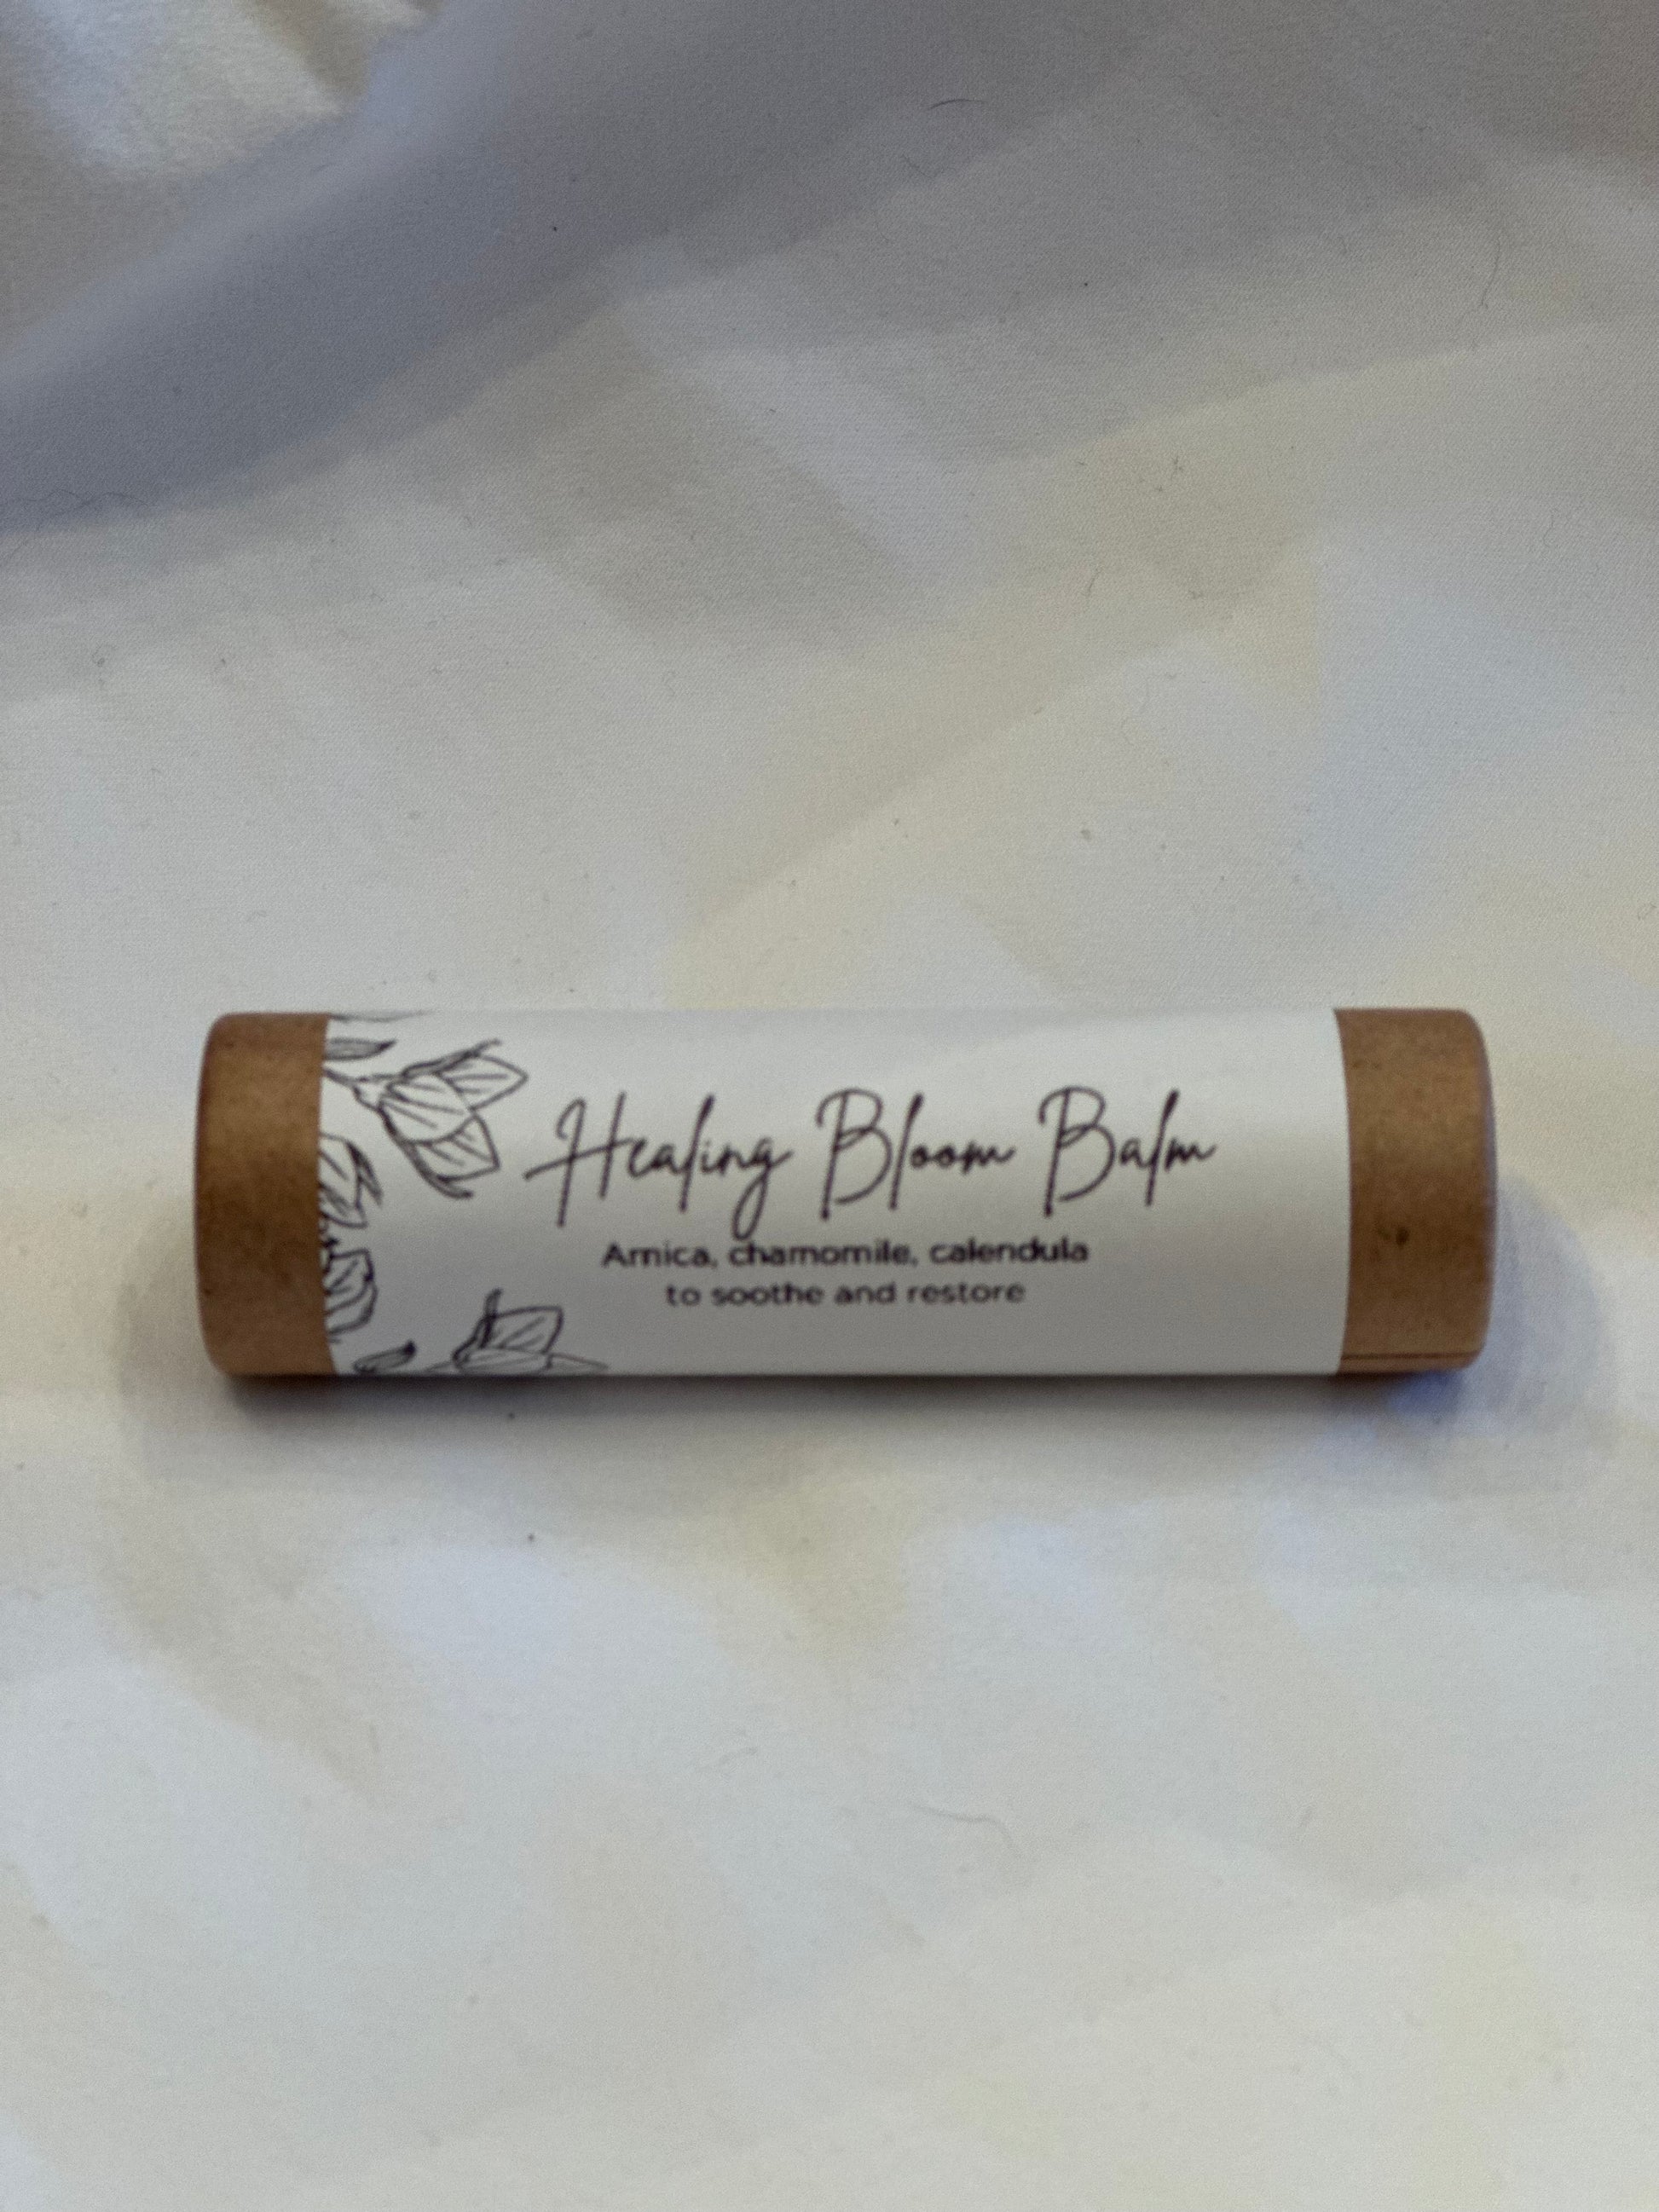 Healing Bloom Balm
Arnica, chamomile, calendula
to soothe and restore